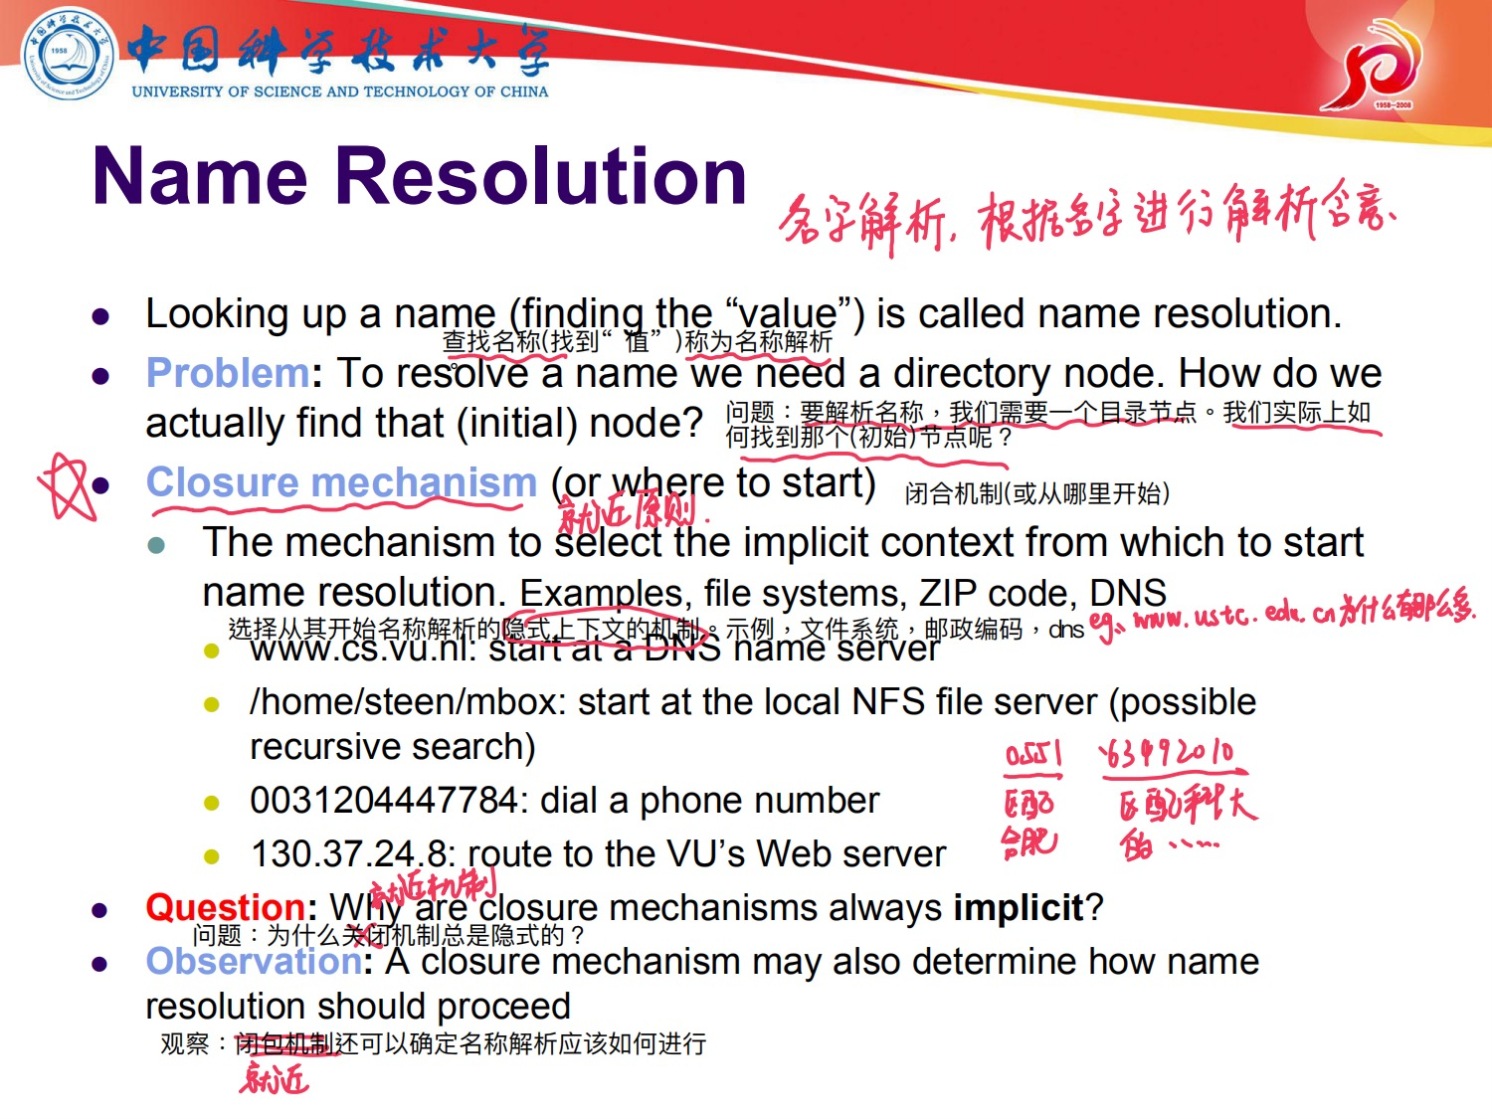 中国科学技术大学
UNIVERSITY OF SCIENCE AND TECHNOLOGY OF CHINA
1958
1958-2008
Name Resolution
名字解析, 根据名字进行解析含意、
Looking up a name (finding the “value”) is called name resolution.
查找名称(找到“值”)称为名称解析
。
Problem: To resolve a name we need a directory node. How do we
actually find that (initial) node?
问题：要解析名称，我们需要一个目录节点。我们实际上如
何找到那个(初始)节点呢？
Closure mechanism (or where to start)
闭合机制(或从哪里开始)
就近原则.
The mechanism to select the implicit context from which to start
name resolution. Examples, file systems, ZIP code, DNS
选择从其开始名称解析的隐式上下文的机制。示例，文件系统，邮政编码，dns
eg、www.ustc.edu.cn为什么有那么多.
www.cs.vu.nl: start at a DNS name server
/home/steen/mbox: start at the local NFS file server (possible
recursive search)
0551 63492010
匹配 匹配科大
合肥 的......
0031204447784: dial a phone number
130.37.24.8: route to the VU’s Web server
就近机制
Question: Why are closure mechanisms always implicit?
问题：为什么关闭机制总是隐式的？
Observation: A closure mechanism may also determine how name
resolution should proceed
观察：闭包机制还可以确定名称解析应该如何进行
就近